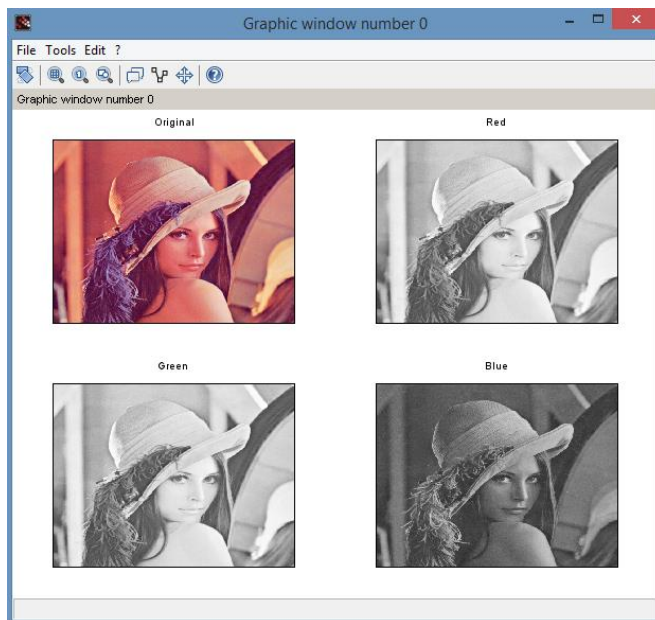 Graphic window number 0
File Tools Edit ?
Graphic window number 0
Original
Red
Green
Blue